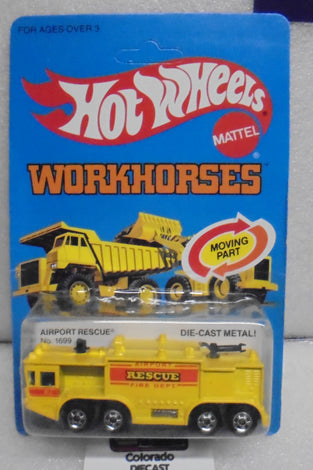 FOR AGES OVER 3
HOT WHEELS
MATTEL
WORKHORSES
MOVING
PART
AIRPORT RESCUE
No. 1699
DIE-CAST METAL!
AIRPORT
RESCUE
FIRE DEPT.
Colorado
DIECAST